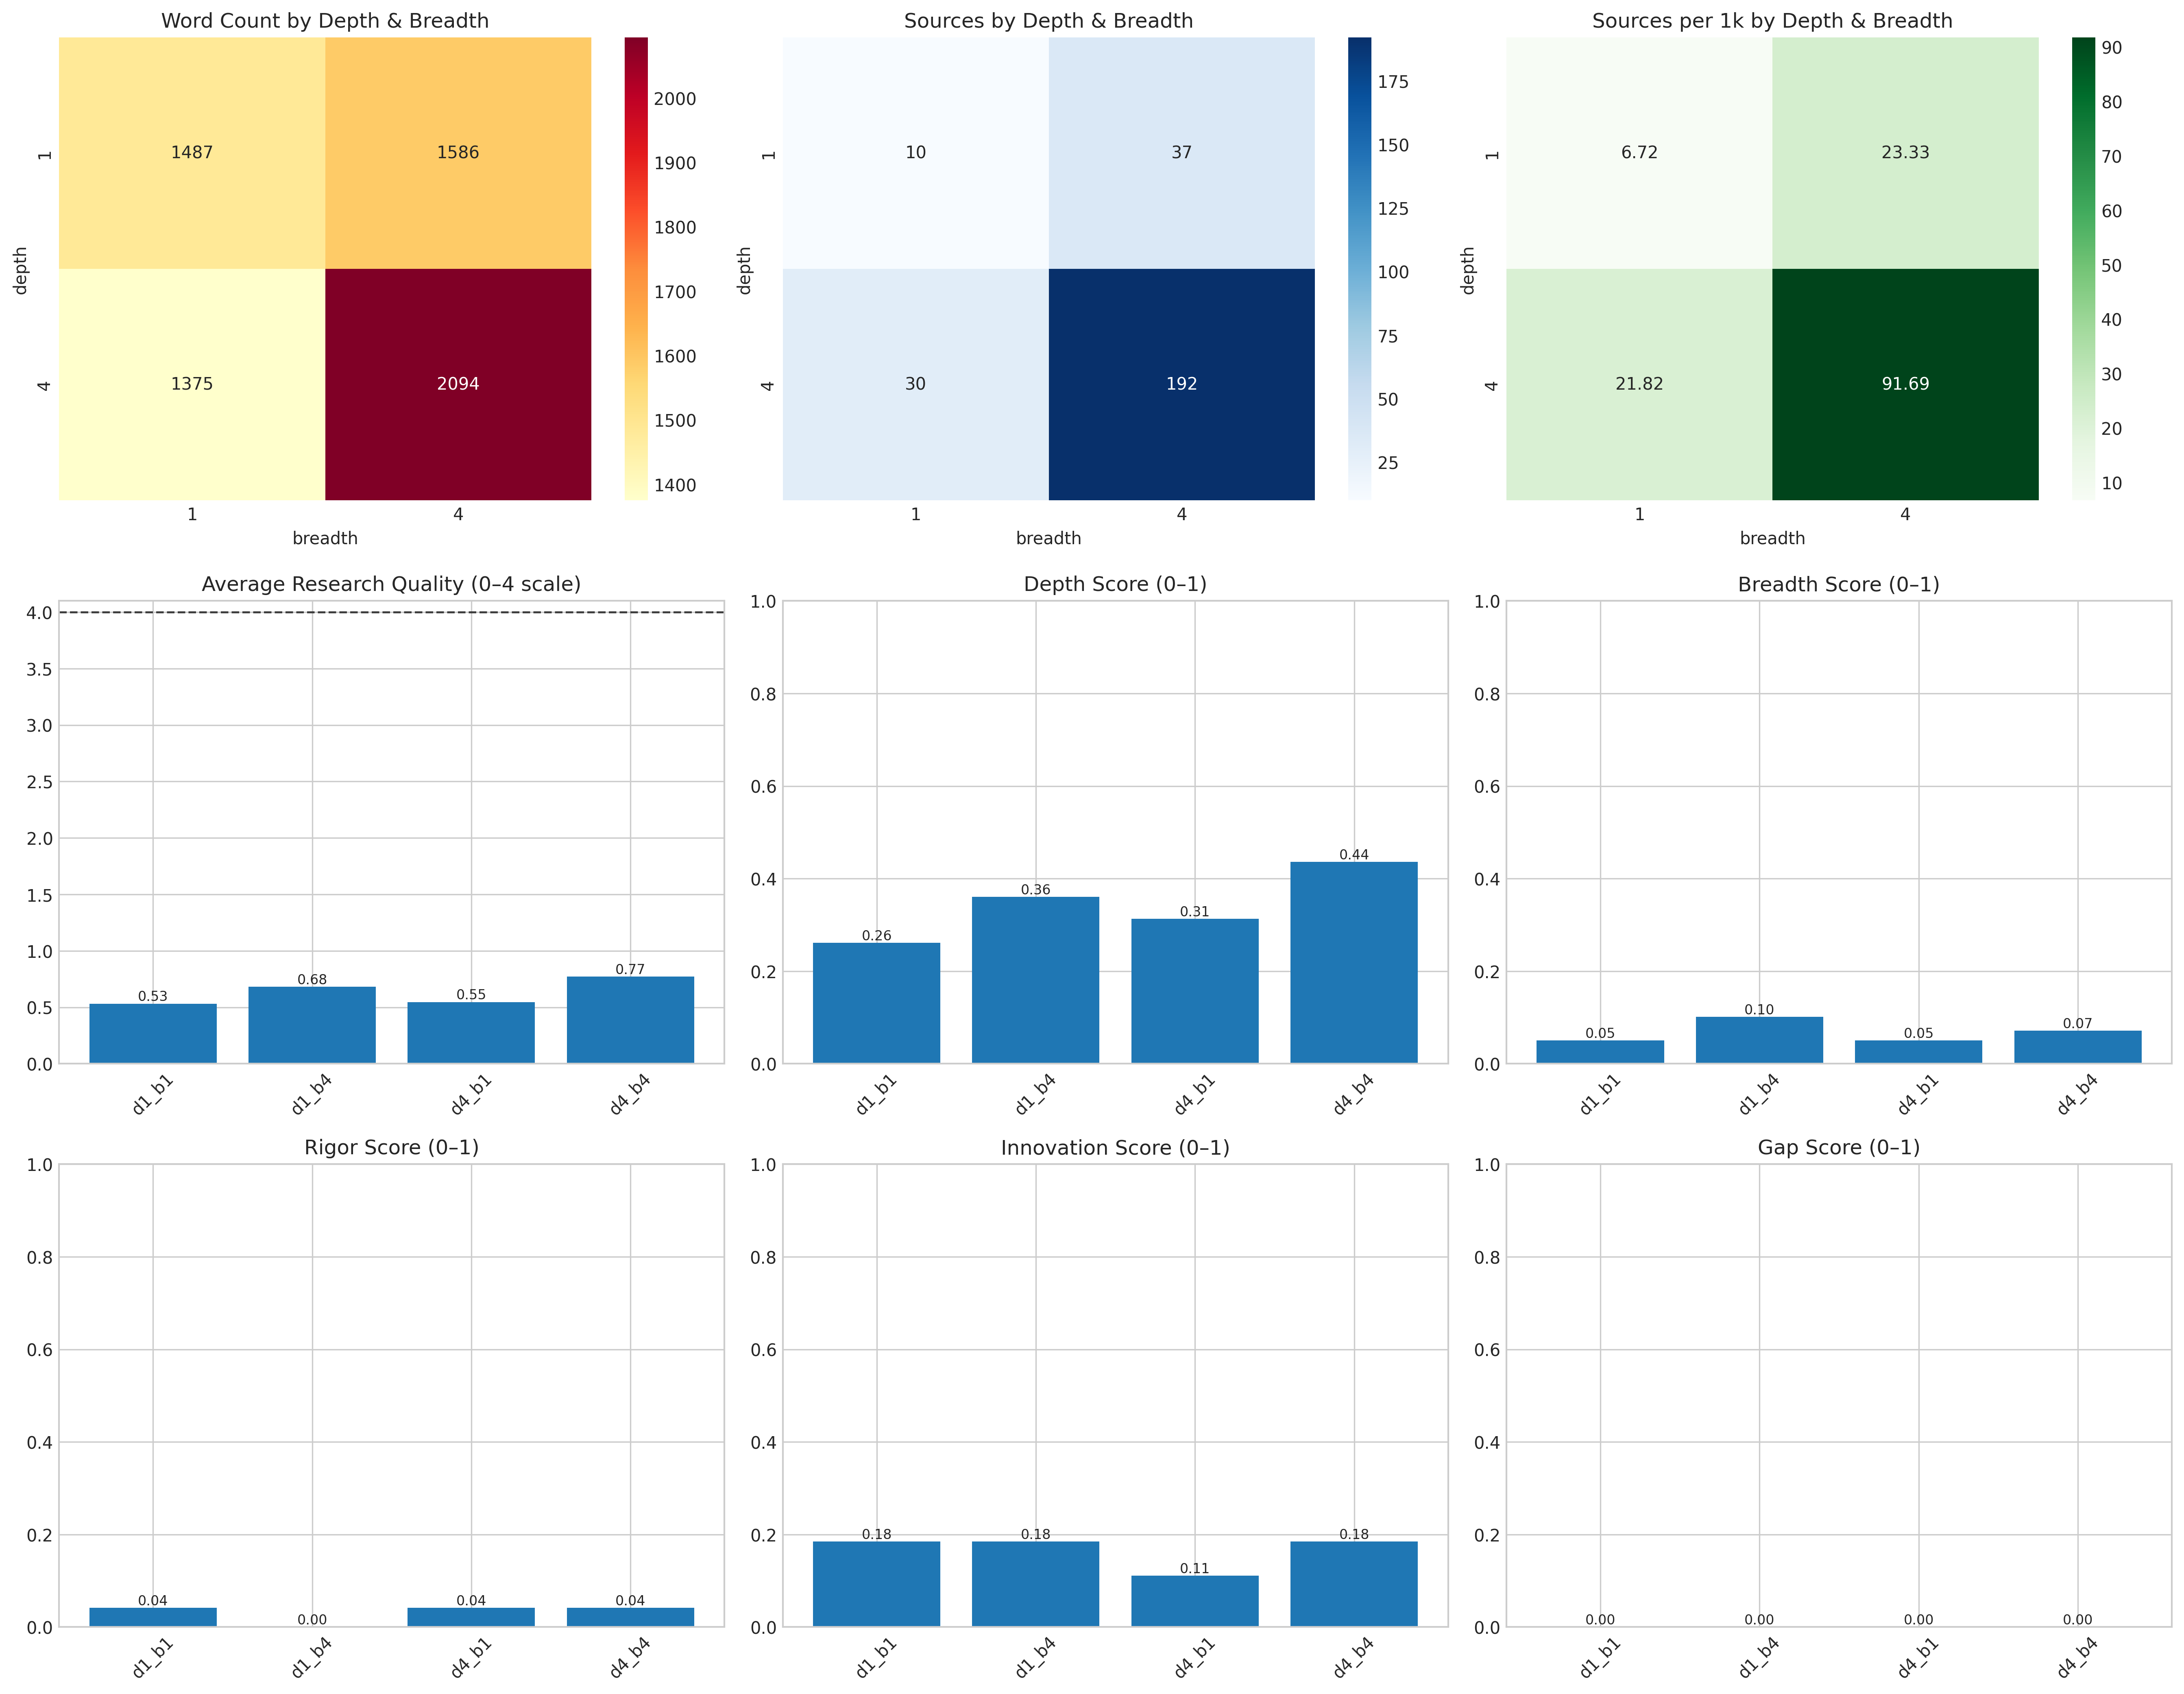 Word Count by Depth & Breadth
1487
1586
1375
2094
1
4
depth
1
4
breadth
2000
1900
1800
1700
1600
1500
1400
Sources by Depth & Breadth
10
37
30
192
1
4
depth
1
4
breadth
175
150
125
100
75
50
25
Sources per 1k by Depth & Breadth
6.72
23.33
21.82
91.69
1
4
depth
1
4
breadth
90
80
70
60
50
40
30
20
10
Average Research Quality (0–4 scale)
4.0
3.5
3.0
2.5
2.0
1.5
1.0
0.5
0.0
0.53
0.68
0.55
0.77
d1_b1
d1_b4
d4_b1
d4_b4
Depth Score (0–1)
1.0
0.8
0.6
0.4
0.2
0.0
0.26
0.36
0.31
0.44
d1_b1
d1_b4
d4_b1
d4_b4
Breadth Score (0–1)
1.0
0.8
0.6
0.4
0.2
0.0
0.05
0.10
0.05
0.07
d1_b1
d1_b4
d4_b1
d4_b4
Rigor Score (0–1)
1.0
0.8
0.6
0.4
0.2
0.0
0.04
0.00
0.04
0.04
d1_b1
d1_b4
d4_b1
d4_b4
Innovation Score (0–1)
1.0
0.8
0.6
0.4
0.2
0.0
0.18
0.18
0.11
0.18
d1_b1
d1_b4
d4_b1
d4_b4
Gap Score (0–1)
1.0
0.8
0.6
0.4
0.2
0.0
0.00
0.00
0.00
0.00
d1_b1
d1_b4
d4_b1
d4_b4